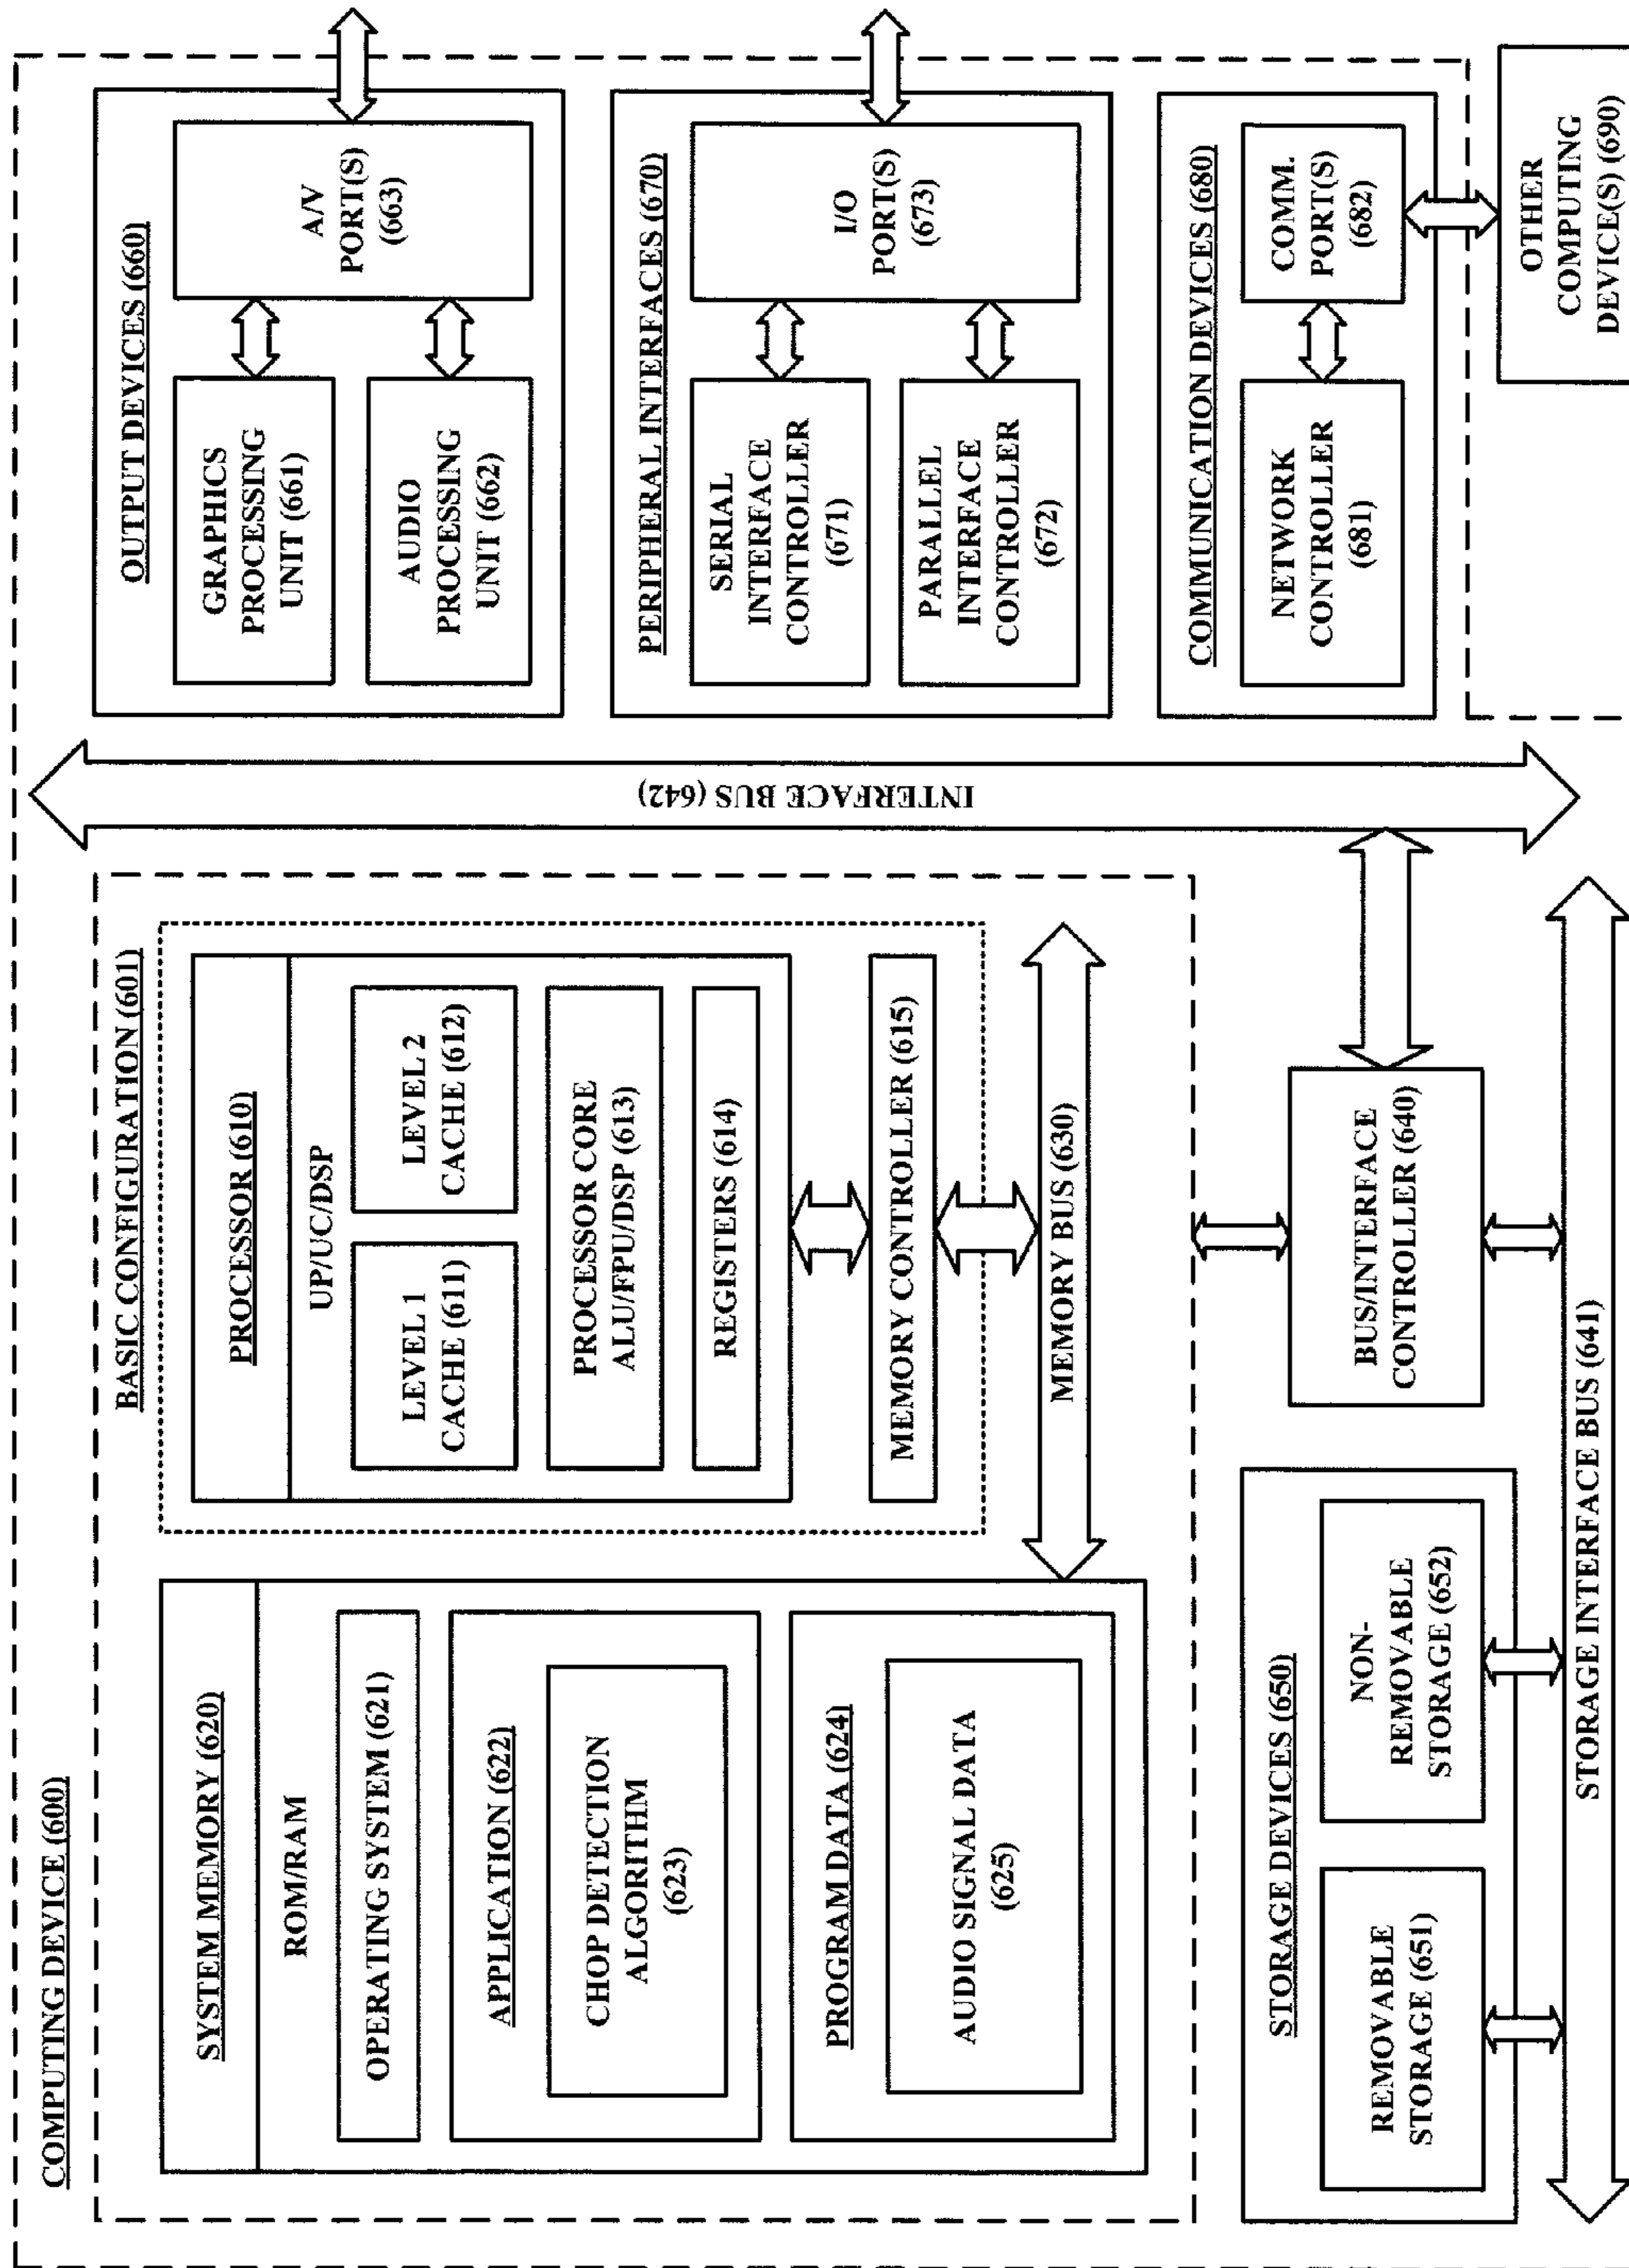 COMPUTING DEVICE (600)
BASIC CONFIGURATION (601)
SYSTEM MEMORY (620)
ROM/RAM
OPERATING SYSTEM (621)
APPLICATION (622)
CHOP DETECTION
ALGORITHM
(623)
PROGRAM DATA (624)
AUDIO SIGNAL DATA
(625)
PROCESSOR (610)
UP/UC/DSP
LEVEL 1
CACHE (611)
LEVEL 2
CACHE (612)
PROCESSOR CORE
ALU/FPU/DSP (613)
REGISTERS (614)
MEMORY CONTROLLER (615)
MEMORY BUS (630)
BUS/INTERFACE
CONTROLLER (640)
STORAGE DEVICES (650)
REMOVABLE
STORAGE (651)
NON-
REMOVABLE
STORAGE (652)
STORAGE INTERFACE BUS (641)
INTERFACE BUS (642)
OUTPUT DEVICES (660)
GRAPHICS
PROCESSING
UNIT (661)
AUDIO
PROCESSING
UNIT (662)
A/V
PORT(S)
(663)
PERIPHERAL INTERFACES (670)
SERIAL
INTERFACE
CONTROLLER
(671)
PARALLEL
INTERFACE
CONTROLLER
(672)
I/O
PORT(S)
(673)
COMMUNICATION DEVICES (680)
NETWORK
CONTROLLER
(681)
COMM.
PORT(S)
(682)
OTHER
COMPUTING
DEVICE(S) (690)